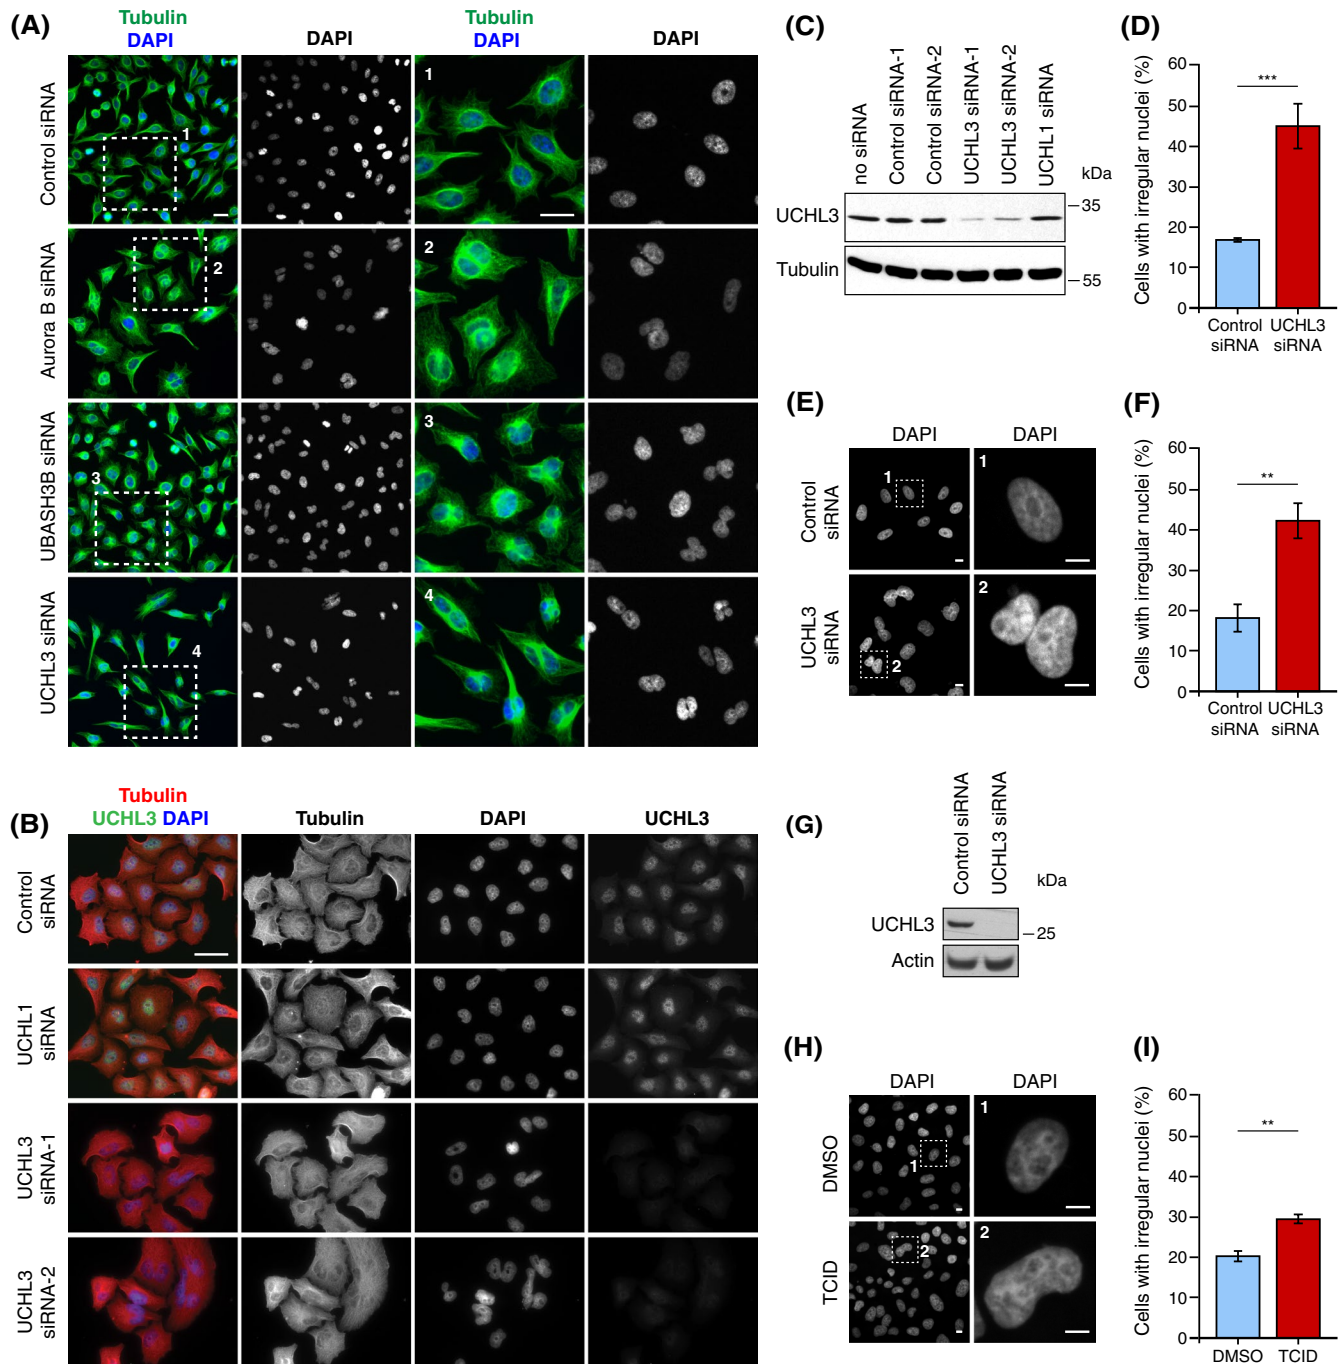 (A)
Tubulin
DAPI
DAPI
Tubulin
DAPI
DAPI
Control siRNA
1
1
Aurora B siRNA
2
2
UBASH3B siRNA
3
3
UCHL3 siRNA
4
4
(B)
Tubulin
UCHL3 DAPI
Tubulin
DAPI
UCHL3
Control
siRNA
UCHL1
siRNA
UCHL3
siRNA-1
UCHL3
siRNA-2
(C)
no siRNA
Control siRNA-1
Control siRNA-2
UCHL3 siRNA-1
UCHL3 siRNA-2
UCHL1 siRNA
kDa
UCHL3
35
Tubulin
55
(D)
Cells with irregular nuclei (%)
60
50
40
30
20
10
0
***
Control
siRNA
UCHL3
siRNA
(E)
DAPI
DAPI
Control
siRNA
1
1
UCHL3
siRNA
2
2
(F)
Cells with irregular nuclei (%)
60
50
40
30
20
10
0
**
Control
siRNA
UCHL3
siRNA
(G)
Control siRNA
UCHL3 siRNA
kDa
UCHL3
25
Actin
(H)
DAPI
DAPI
DMSO
1
1
TCID
2
2
(I)
Cells with irregular nuclei (%)
60
50
40
30
20
10
0
**
DMSO
TCID